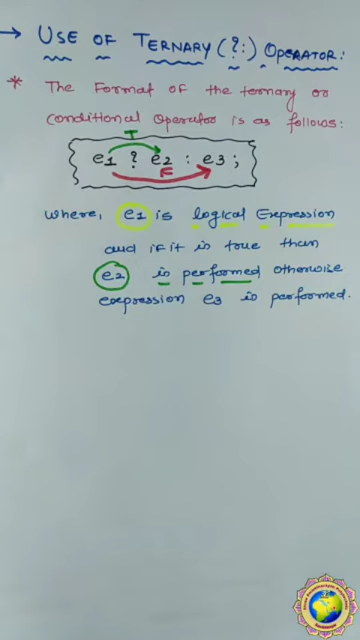 → USE OF TERNARY (?:) OPERATOR:
* The Format of the ternary or
conditional Operator is as follows:
T
e1 ? e2 : e3 ;
F
where, e1 is logical Expression
and if it is true than
e2 is performed otherwise
expression e3 is performed.